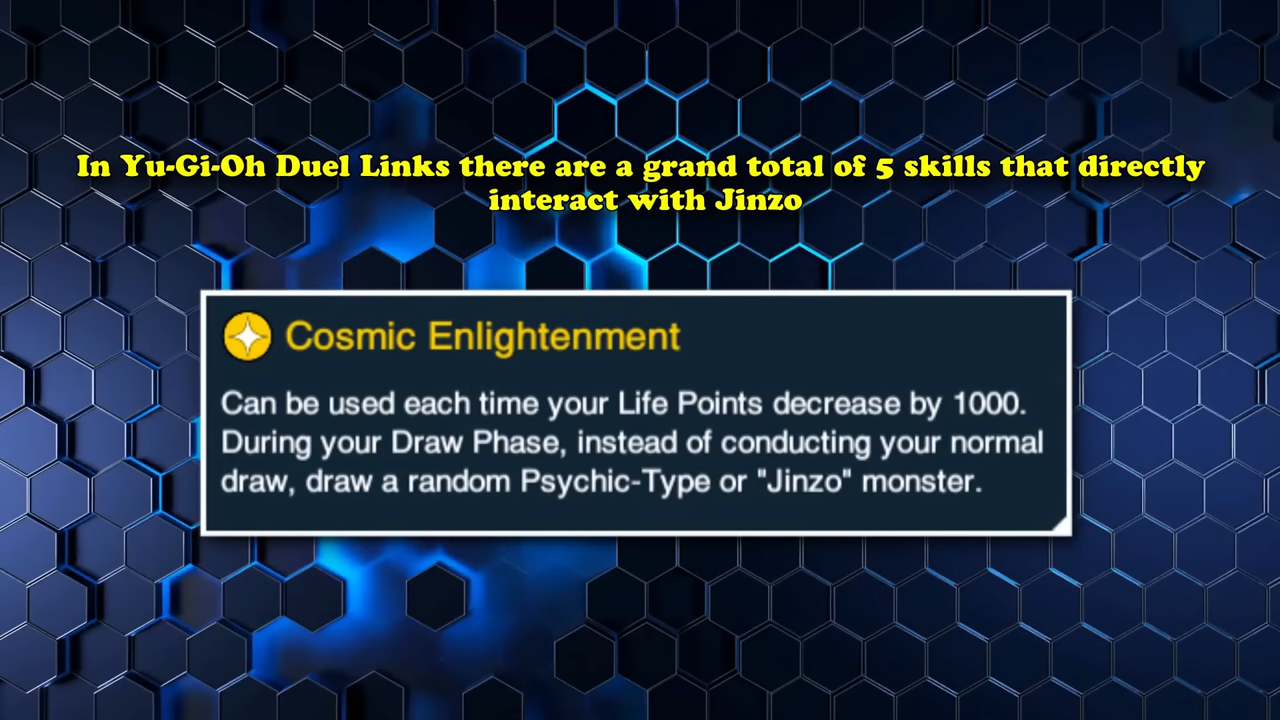 In Yu-Gi-Oh Duel Links there are a grand total of 5 skills that directly
interact with Jinzo
Cosmic Enlightenment
Can be used each time your Life Points decrease by 1000.
During your Draw Phase, instead of conducting your normal
draw, draw a random Psychic-Type or "Jinzo" monster.